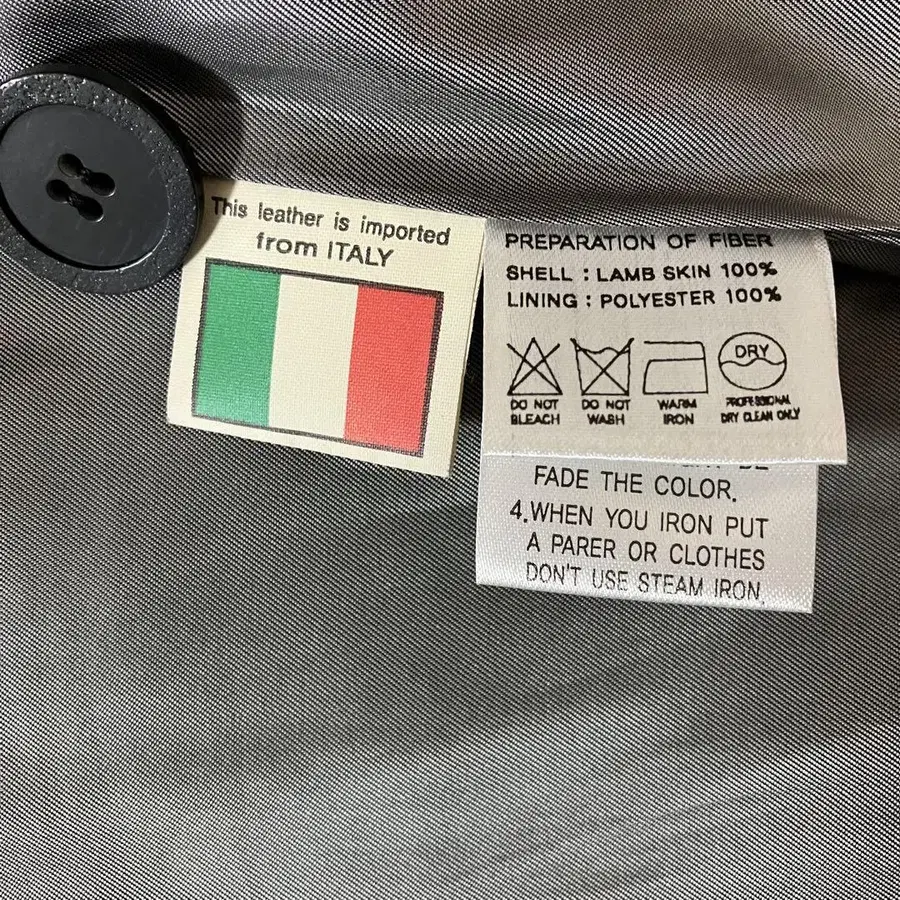 This leather is imported
from ITALY
PREPARATION OF FIBER
SHELL : LAMB SKIN 100%
LINING : POLYESTER 100%
DRY
DO NOT BLEACH
DO NOT WASH
WARM IRON
PROFESSIONAL DRY CLEAN ONLY
FADE THE COLOR.
4.WHEN YOU IRON PUT
A PARER OR CLOTHES
DON'T USE STEAM IRON.